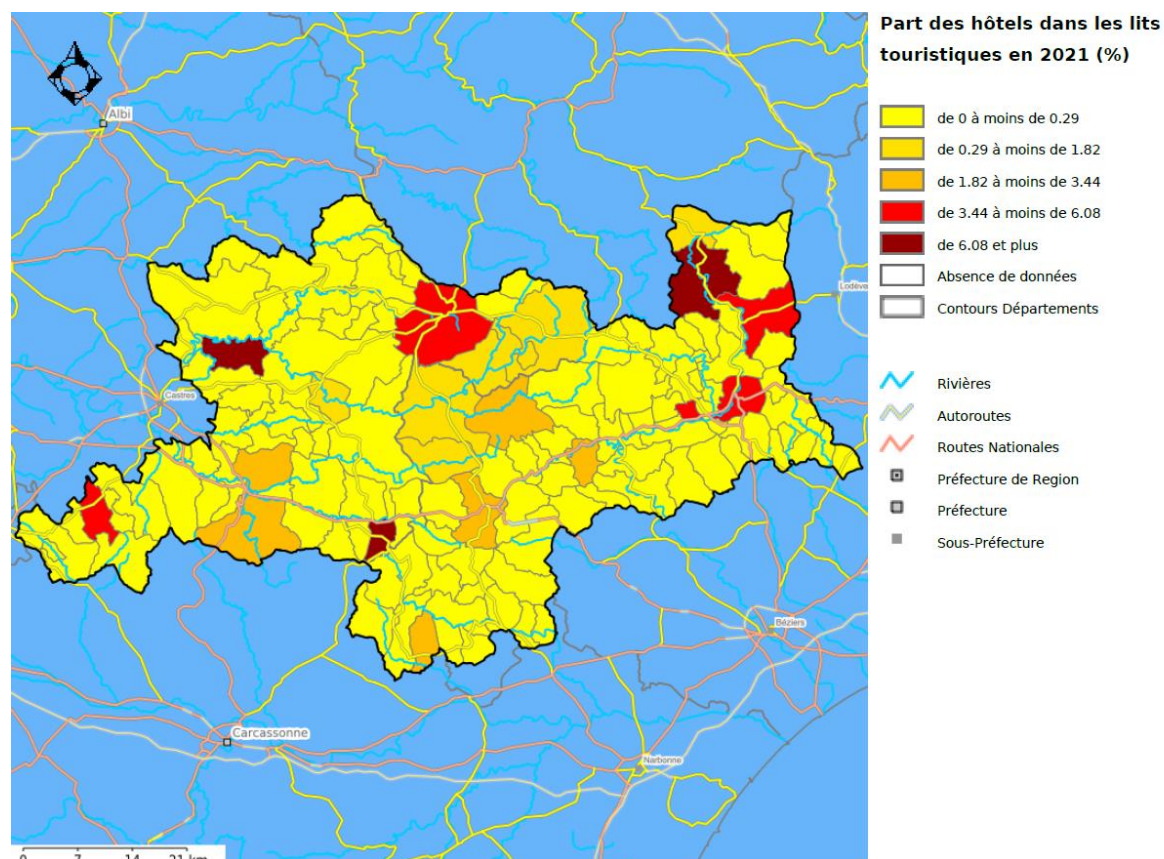 Part des hôtels dans les lits
touristiques en 2021 (%)
de 0 à moins de 0.29
de 0.29 à moins de 1.82
de 1.82 à moins de 3.44
de 3.44 à moins de 6.08
de 6.08 et plus
Absence de données
Contours Départements
Rivières
Autoroutes
Routes Nationales
Préfecture de Region
Préfecture
Sous-Préfecture
Albi
Lodève
Castres
Béziers
Carcassonne
Narbonne
0 7 14 21 km